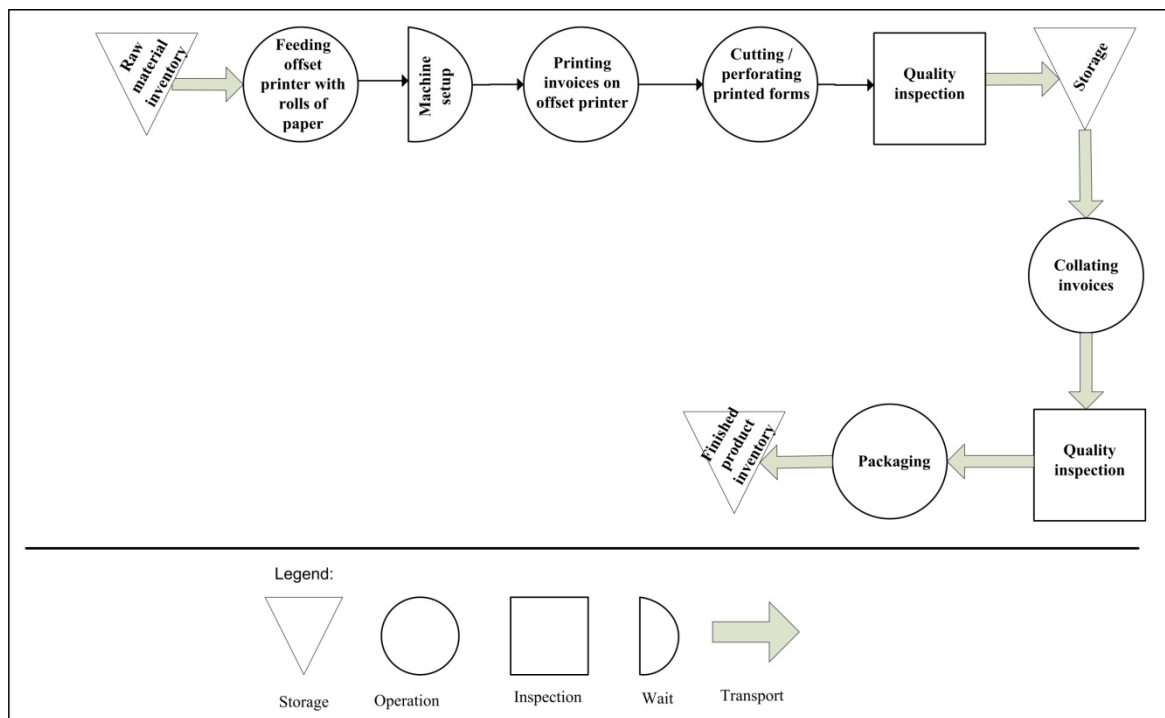 Raw
material
inventory
Feeding
offset
printer with
rolls of
paper
Machine
setup
Printing
invoices on
offset printer
Cutting /
perforating
printed forms
Quality
inspection
Storage
Collating
invoices
Quality
inspection
Packaging
Finished
product
inventory
Legend:
Storage
Operation
Inspection
Wait
Transport